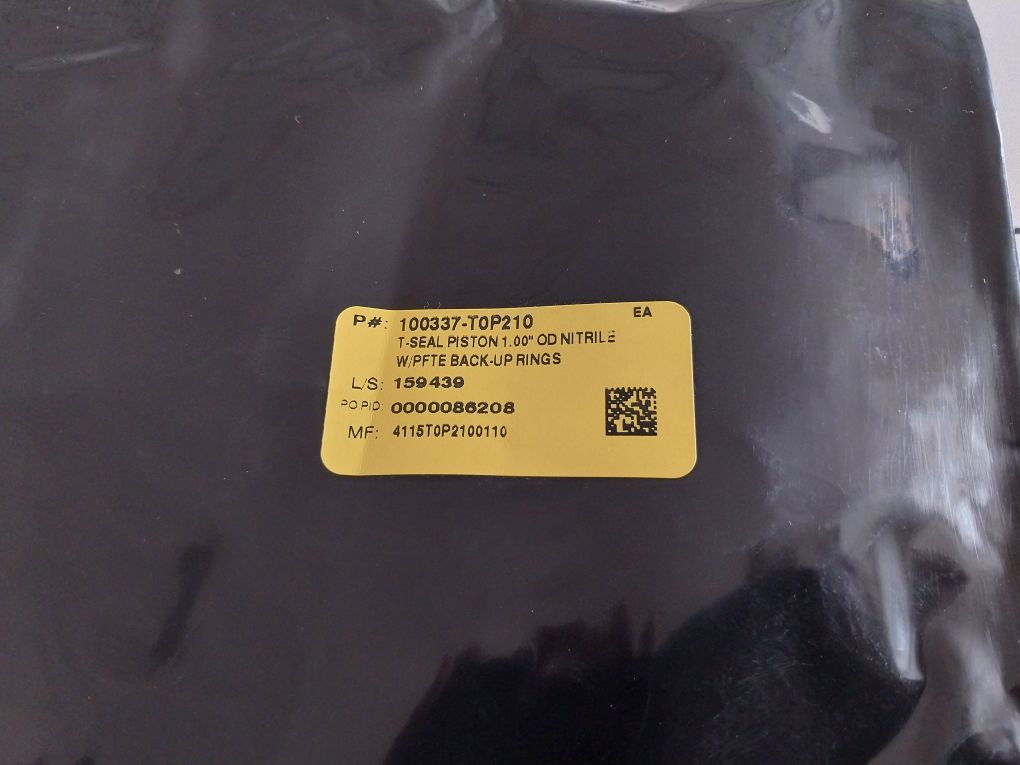 P#: 100337-T0P210 EA
T-SEAL PISTON 1.00" OD NITRILE
W/PFTE BACK-UP RINGS
L/S: 159439
PO PID: 0000086208
MF: 4115T0P2100110